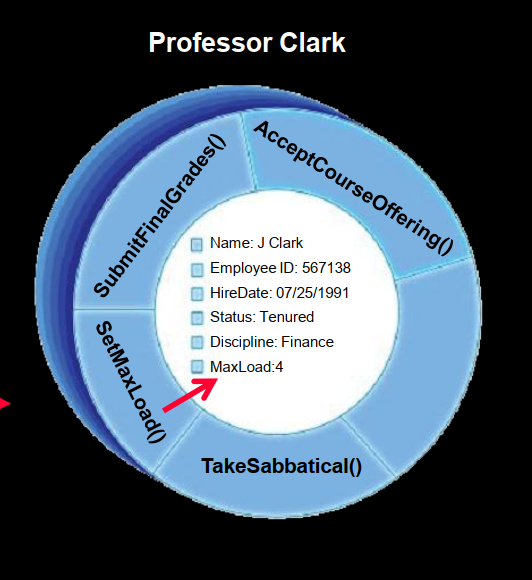 Professor Clark
AcceptCourseOffering()
SubmitFinalGrades()
Name: J Clark
Employee ID: 567138
HireDate: 07/25/1991
Status: Tenured
Discipline: Finance
MaxLoad:4
SetMaxLoad()
TakeSabbatical()